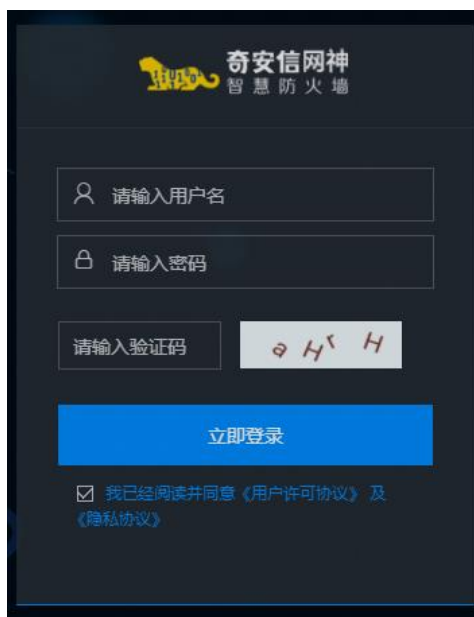 奇安信网神
智慧防火墙
请输入用户名
请输入密码
请输入验证码
aHrH
立即登录
我已经阅读并同意《用户许可协议》及
《隐私协议》